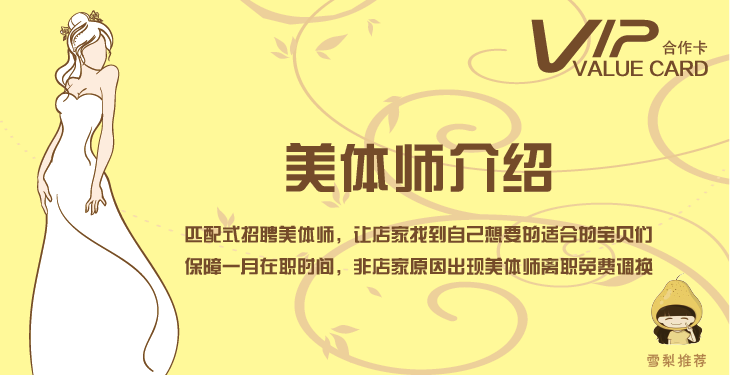 VIP 合作卡
VALUE CARD
美体师介绍
匹配式招聘美体师，让店家找到自己想要的适合的宝贝们
保障一月在职时间，非店家原因出现美体师离职免费调换
雪梨推荐